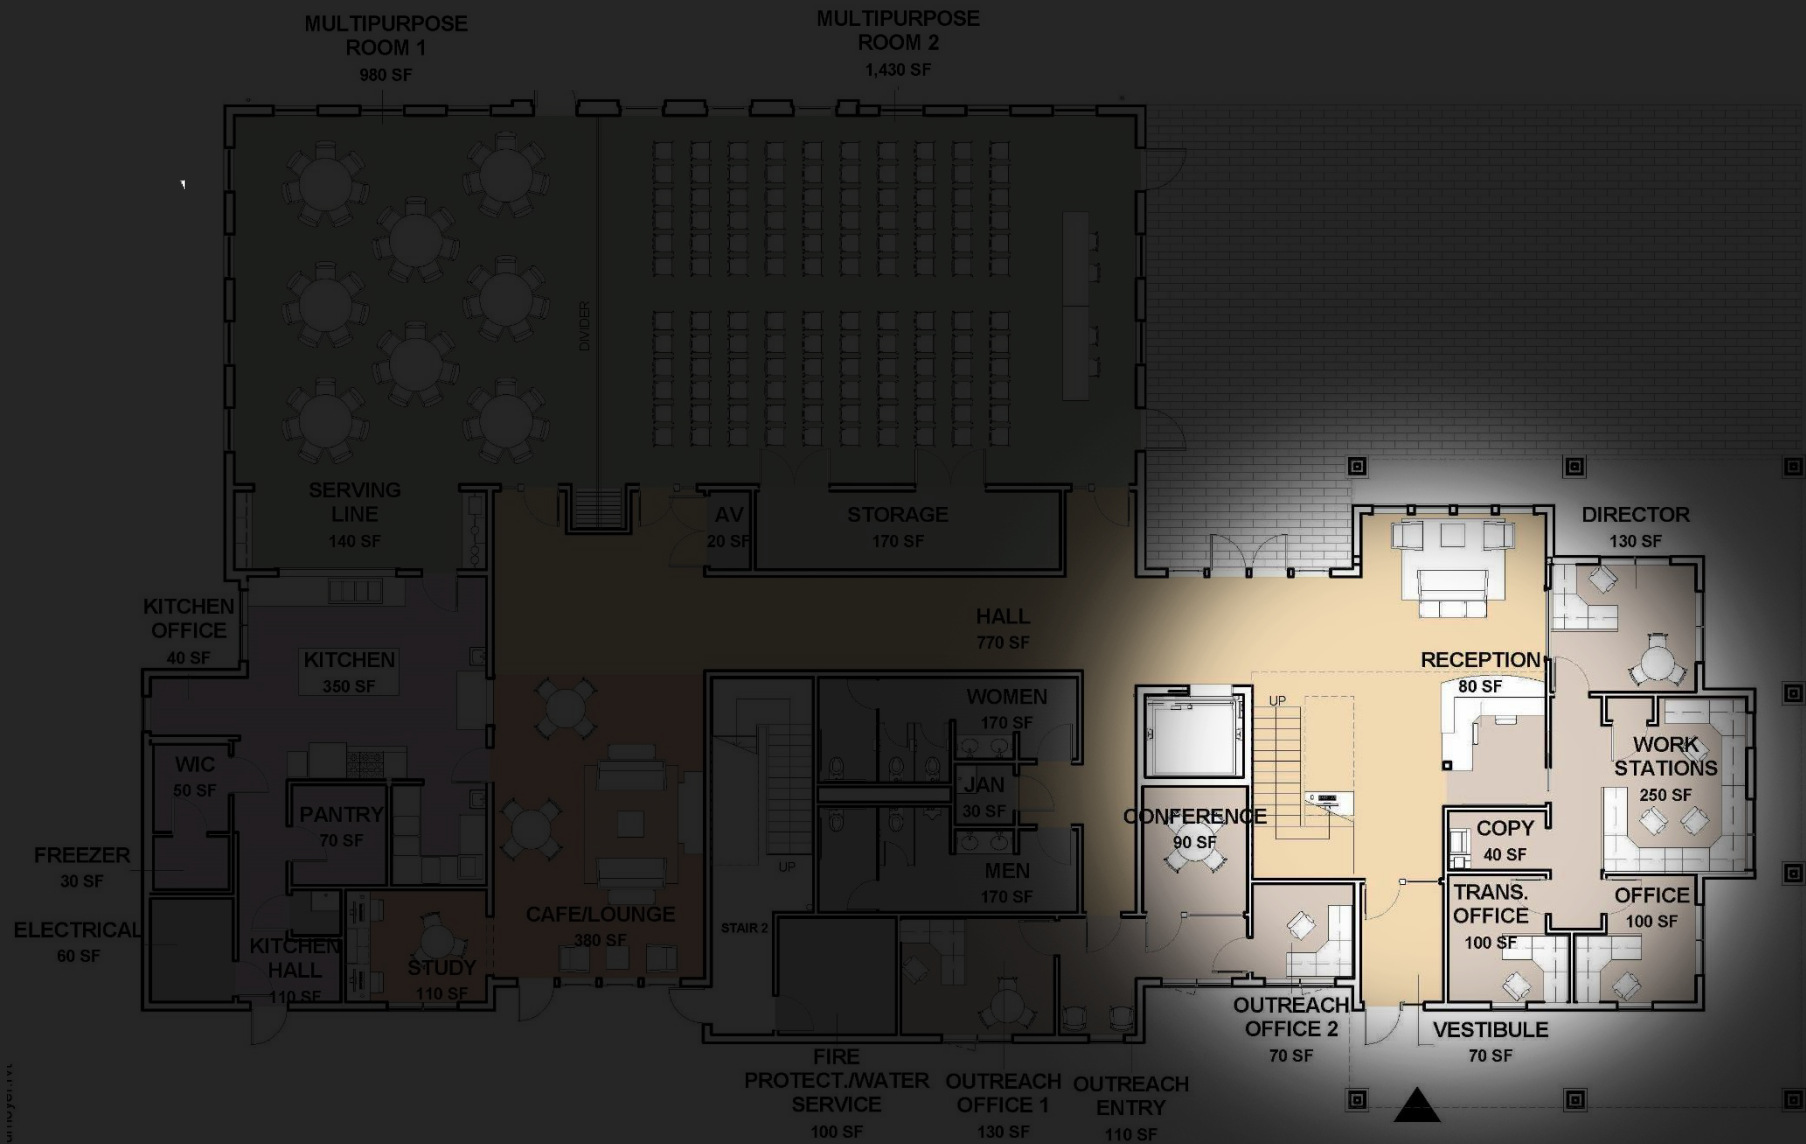 MULTIPURPOSE
ROOM 1
980 SF
MULTIPURPOSE
ROOM 2
1,430 SF
DIVIDER
SERVING
LINE
140 SF
AV
20 SF
STORAGE
170 SF
DIRECTOR
130 SF
KITCHEN
OFFICE
40 SF
KITCHEN
350 SF
HALL
770 SF
RECEPTION
80 SF
WOMEN
170 SF
UP
WORK
STATIONS
250 SF
WIC
50 SF
PANTRY
70 SF
JAN
30 SF
CONFERENCE
90 SF
COPY
40 SF
FREEZER
30 SF
UP
MEN
170 SF
TRANS.
OFFICE
100 SF
OFFICE
100 SF
ELECTRICAL
60 SF
CAFE/LOUNGE
380 SF
STAIR 2
KITCHEN
HALL
110 SF
STUDY
110 SF
OUTREACH
OFFICE 2
70 SF
VESTIBULE
70 SF
FIRE
PROTECT./WATER
SERVICE
100 SF
OUTREACH
OFFICE 1
130 SF
OUTREACH
ENTRY
110 SF